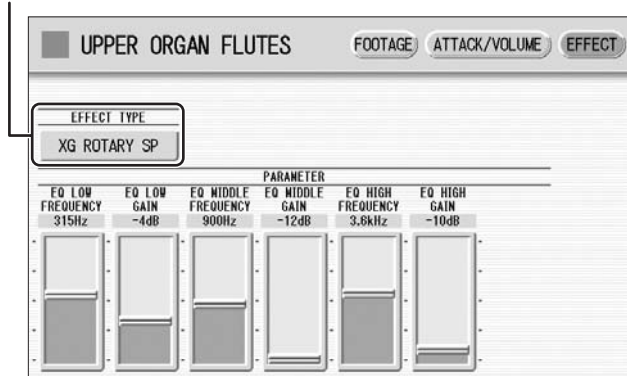 UPPER ORGAN FLUTES FOOTAGE ATTACK/VOLUME EFFECT
EFFECT TYPE
XG ROTARY SP
PARAMETER
EQ LOW FREQUENCY EQ LOW GAIN EQ MIDDLE FREQUENCY EQ MIDDLE GAIN EQ HIGH FREQUENCY EQ HIGH GAIN
315Hz -4dB 900Hz -12dB 3.6kHz -10dB